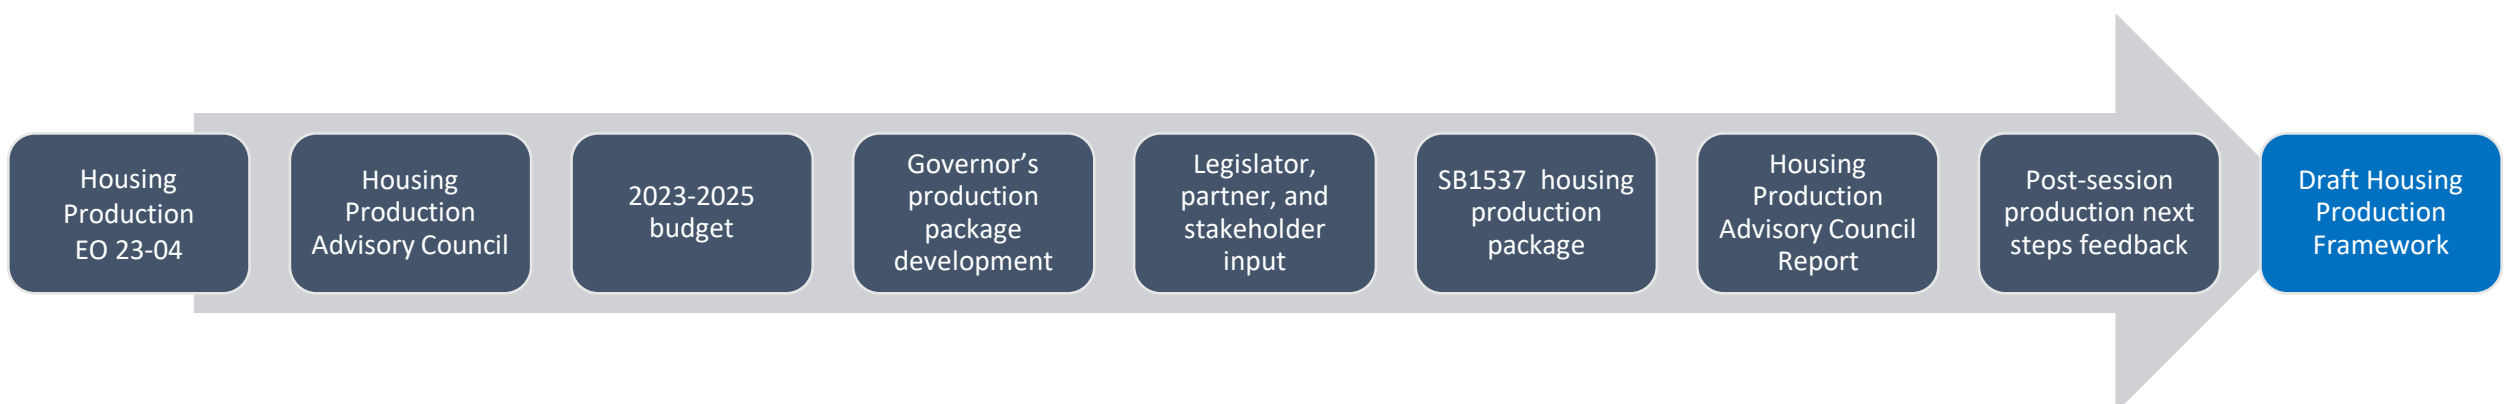 Housing
Production
EO 23-04
Housing
Production
Advisory Council
2023-2025
budget
Governor’s
production
package
development
Legislator,
partner, and
stakeholder
input
SB1537  housing
production
package
Housing
Production
Advisory Council
Report
Post-session
production next
steps feedback
Draft Housing
Production
Framework